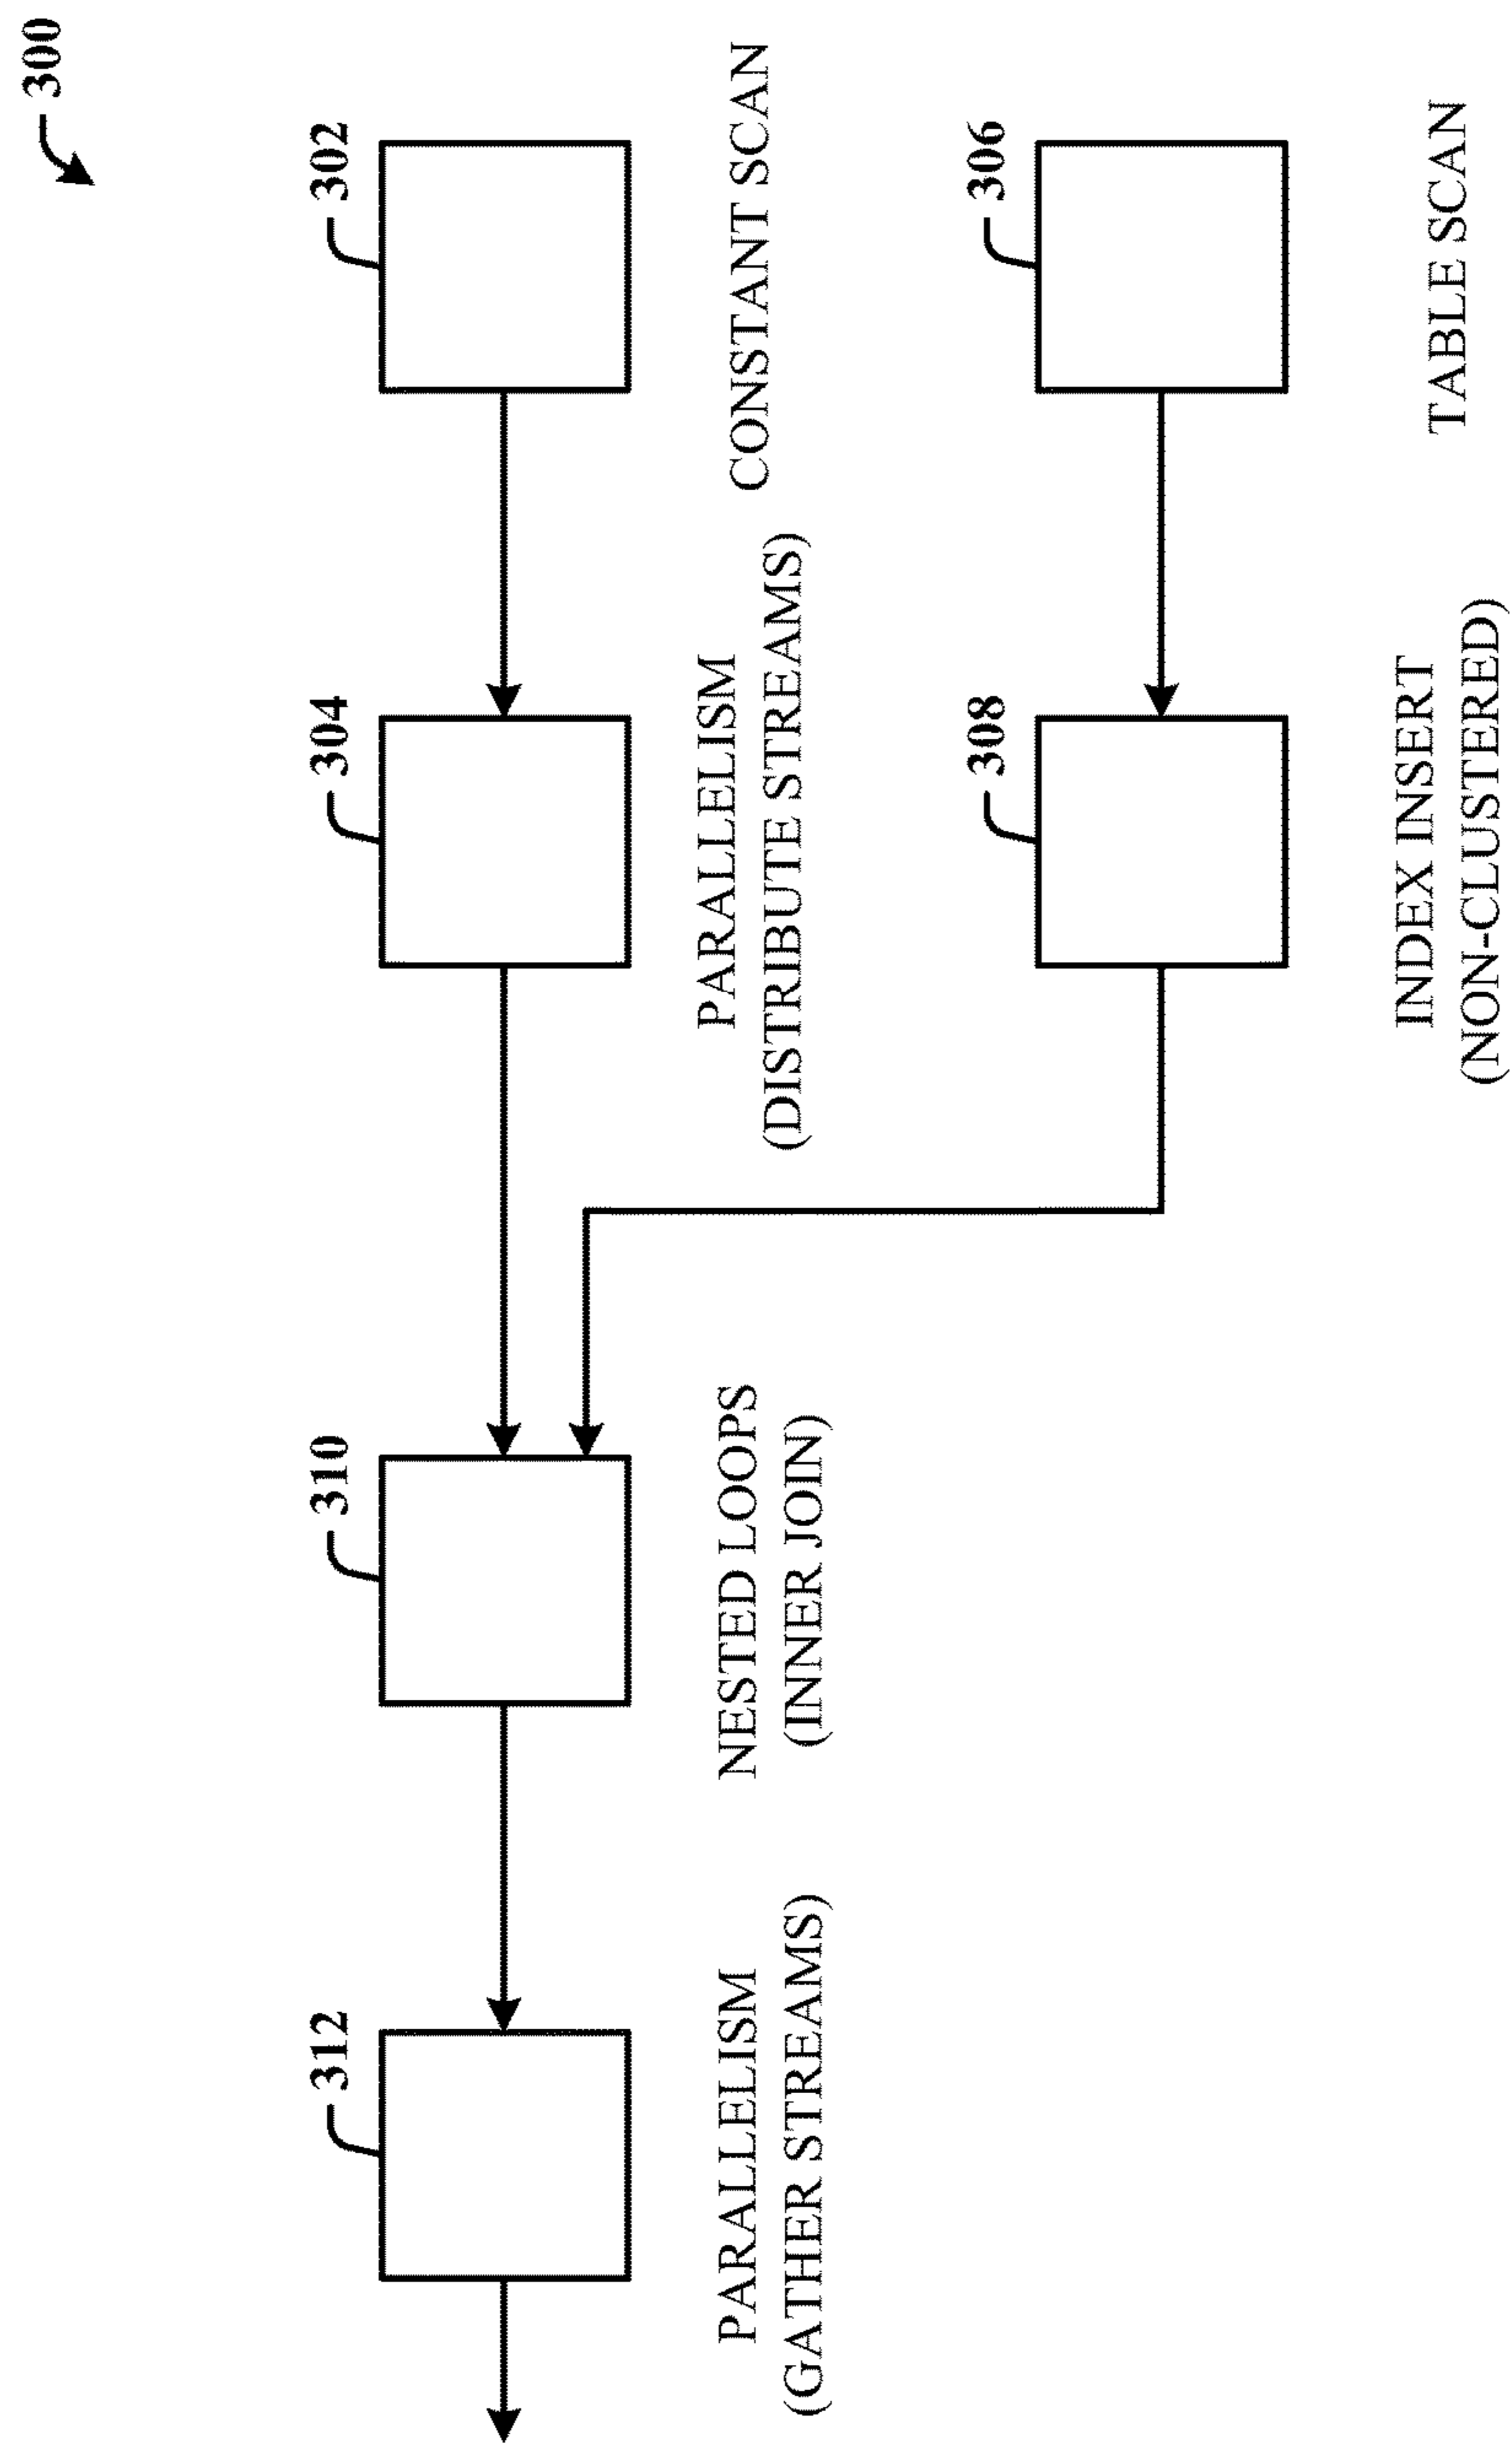 300
312
310
304
302
PARALLELISM
(GATHER STREAMS)
NESTED LOOPS
(INNER JOIN)
PARALLELISM
(DISTRIBUTE STREAMS)
CONSTANT SCAN
308
306
INDEX INSERT
(NON-CLUSTERED)
TABLE SCAN